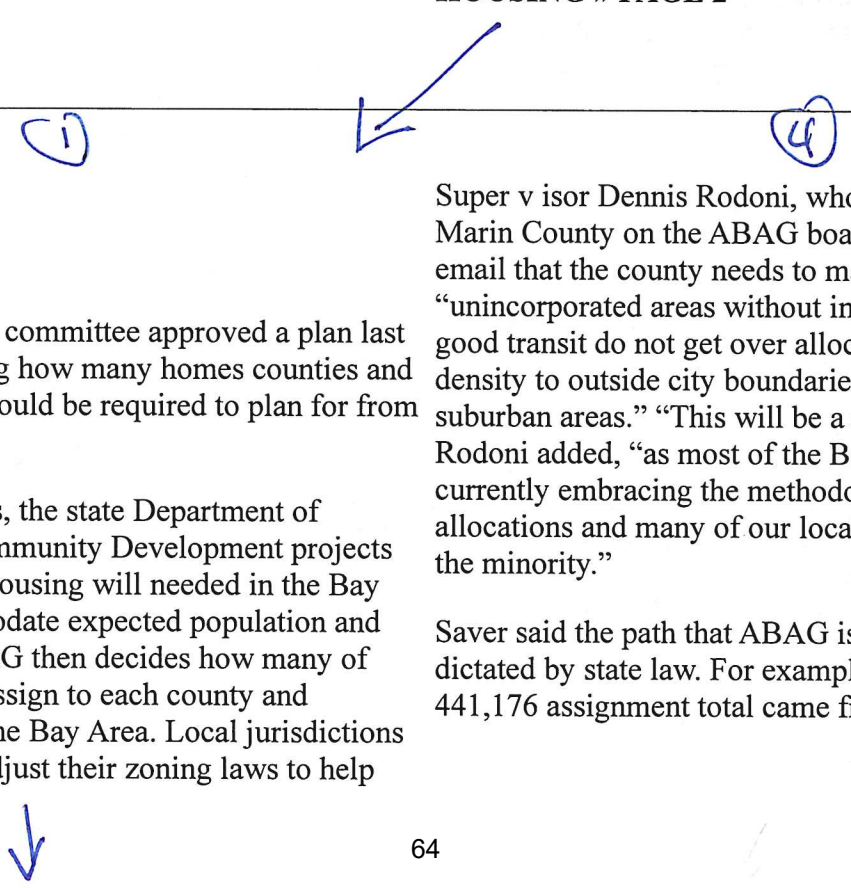 HOUSING // PAGE 2
1
committee approved a plan last
g how many homes counties and
ould be required to plan for from
s, the state Department of
mmunity Development projects
ousing will needed in the Bay
odate expected population and
G then decides how many of
ssign to each county and
he Bay Area. Local jurisdictions
djust their zoning laws to help
4
Super v isor Dennis Rodoni, who
Marin County on the ABAG boa
email that the county needs to m
“unincorporated areas without in
good transit do not get over alloc
density to outside city boundarie
suburban areas.” “This will be a
Rodoni added, “as most of the B
currently embracing the methodo
allocations and many of our loca
the minority.”
Saver said the path that ABAG is
dictated by state law. For exampl
441,176 assignment total came f
64